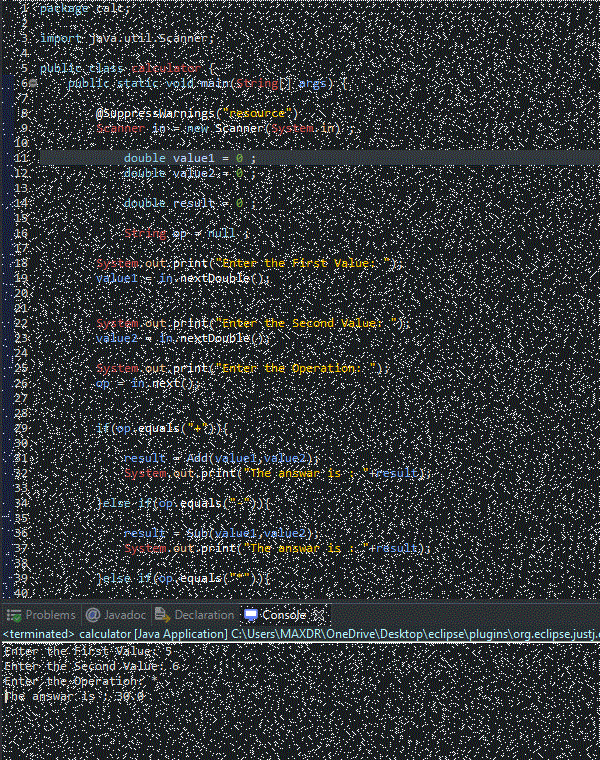 1 package calc;
2
3 import java.util.Scanner;
4
5 public class calculator {
6 public static void main(String[] args) {
7
8 @SuppressWarnings("resource")
9 Scanner in = new Scanner(System.in) ;
10
11 double value1 = 0 ;
12 double value2 = 0 ;
13
14 double result = 0 ;
15
16 String op = null ;
17
18 System.out.print("Enter the First Value: ");
19 value1 = in.nextDouble();
20
21
22 System.out.print("Enter the Second Value: ");
23 value2 = in.nextDouble();
24
25 System.out.print("Enter the Operation: ");
26 op = in.next();
27
28
29 if(op.equals("+")){
30
31 result = Add(value1,value2);
32 System.out.print("The answar is : "+result);
33
34 }else if(op.equals("-")){
35
36 result = Sub(value1,value2);
37 System.out.print("The answar is : "+result);
38
39 }else if(op.equals("*")){
40
Problems @ Javadoc Declaration Console
<terminated> calculator [Java Application] C:\Users\MAXDR\OneDrive\Desktop\eclipse\plugins\org.eclipse.justj.
Enter the First Value: 5
Enter the Second Value: 6
Enter the Operation: *
The answar is : 30.0